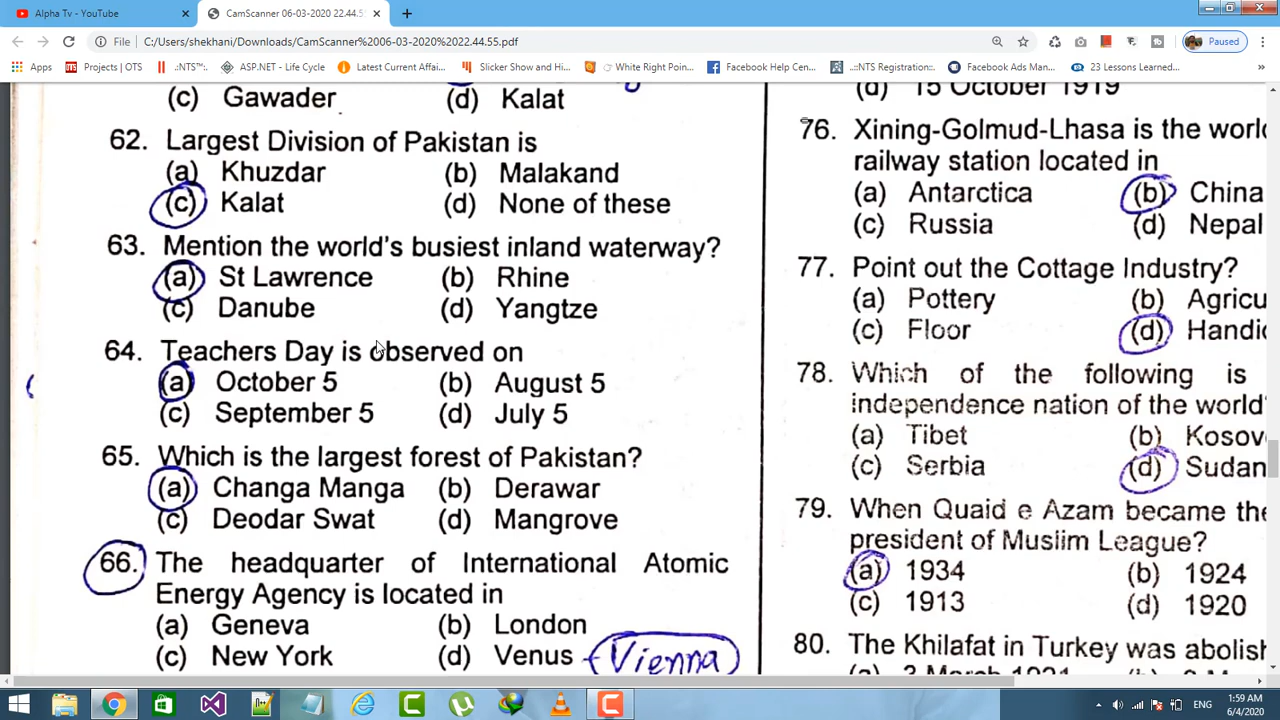 Alpha Tv - YouTube
CamScanner 06-03-2020 22.44.5
File
C:/Users/shekhani/Downloads/CamScanner%2006-03-2020%2022.44.55.pdf
Paused
Apps
Projects | OTS
.:NTS™:.
ASP.NET - Life Cycle
Latest Current Affa...
Slicker Show and Hi...
White Right Poin...
Facebook Help Cen...
.::NTS Registration:...
Facebook Ads Man...
23 Lessons Learned...
(c) Gawader
(d) Kalat
62. Largest Division of Pakistan is
(a) Khuzdar (b) Malakand
(c) Kalat (d) None of these
63. Mention the world's busiest inland waterway?
(a) St Lawrence (b) Rhine
(c) Danube (d) Yangtze
64. Teachers Day is observed on
(a) October 5 (b) August 5
(c) September 5 (d) July 5
65. Which is the largest forest of Pakistan?
(a) Changa Manga (b) Derawar
(c) Deodar Swat (d) Mangrove
66. The headquarter of International Atomic
Energy Agency is located in
(a) Geneva (b) London
(c) New York (d) Venus Vienna
(d) 15 October 1919
76. Xining-Golmud-Lhasa is the worl
railway station located in
(a) Antarctica (b) China
(c) Russia (d) Nepal
77. Point out the Cottage Industry?
(a) Pottery (b) Agricu
(c) Floor (d) Handic
78. Which of the following is
independence nation of the world'
(a) Tibet (b) Kosov
(c) Serbia (d) Sudan
79. When Quaid e Azam became the
president of Muslim League?
(a) 1934 (b) 1924
(c) 1913 (d) 1920
80. The Khilafat in Turkey was abolish
1:59 AM
6/4/2020